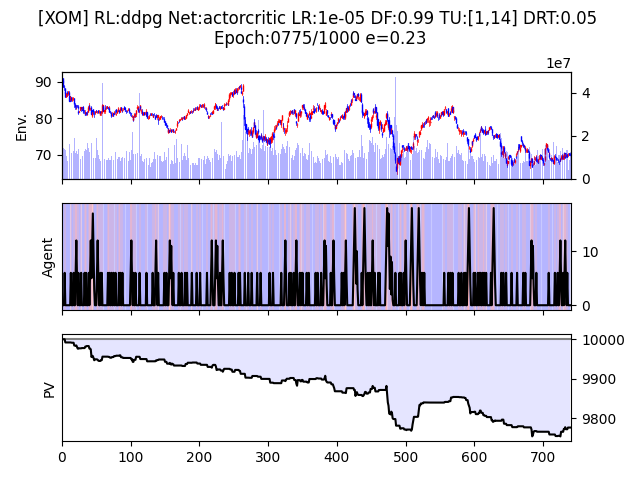 [XOM] RL:ddpg Net:actorcritic LR:1e-05 DF:0.99 TU:[1,14] DRT:0.05
Epoch:0775/1000 e=0.23
1e7
Env.
90
80
70
4
2
0
Agent
10
0
PV
10000
9900
9800
0 100 200 300 400 500 600 700